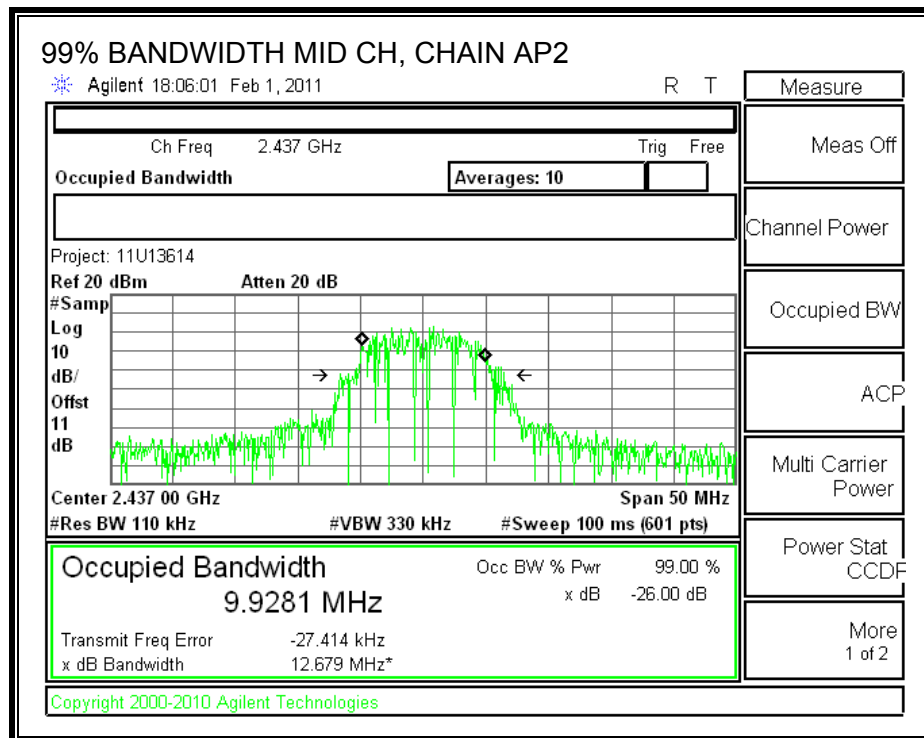 99% BANDWIDTH MID CH, CHAIN AP2
Agilent 18:06:01 Feb 1, 2011 R T
Measure
Ch Freq 2.437 GHz Trig Free
Meas Off
Occupied Bandwidth Averages: 10
Channel Power
Project: 11U13614
Ref 20 dBm Atten 20 dB
#Samp
Log
10
dB/
Offst
11
dB
Occupied BW
ACP
Multi Carrier
Power
Center 2.437 00 GHz Span 50 MHz
#Res BW 110 kHz #VBW 330 kHz #Sweep 100 ms (601 pts)
Power Stat
CCDF
Occupied Bandwidth Occ BW % Pwr 99.00 %
9.9281 MHz x dB -26.00 dB
Transmit Freq Error -27.414 kHz
x dB Bandwidth 12.679 MHz*
More
1 of 2
Copyright 2000-2010 Agilent Technologies